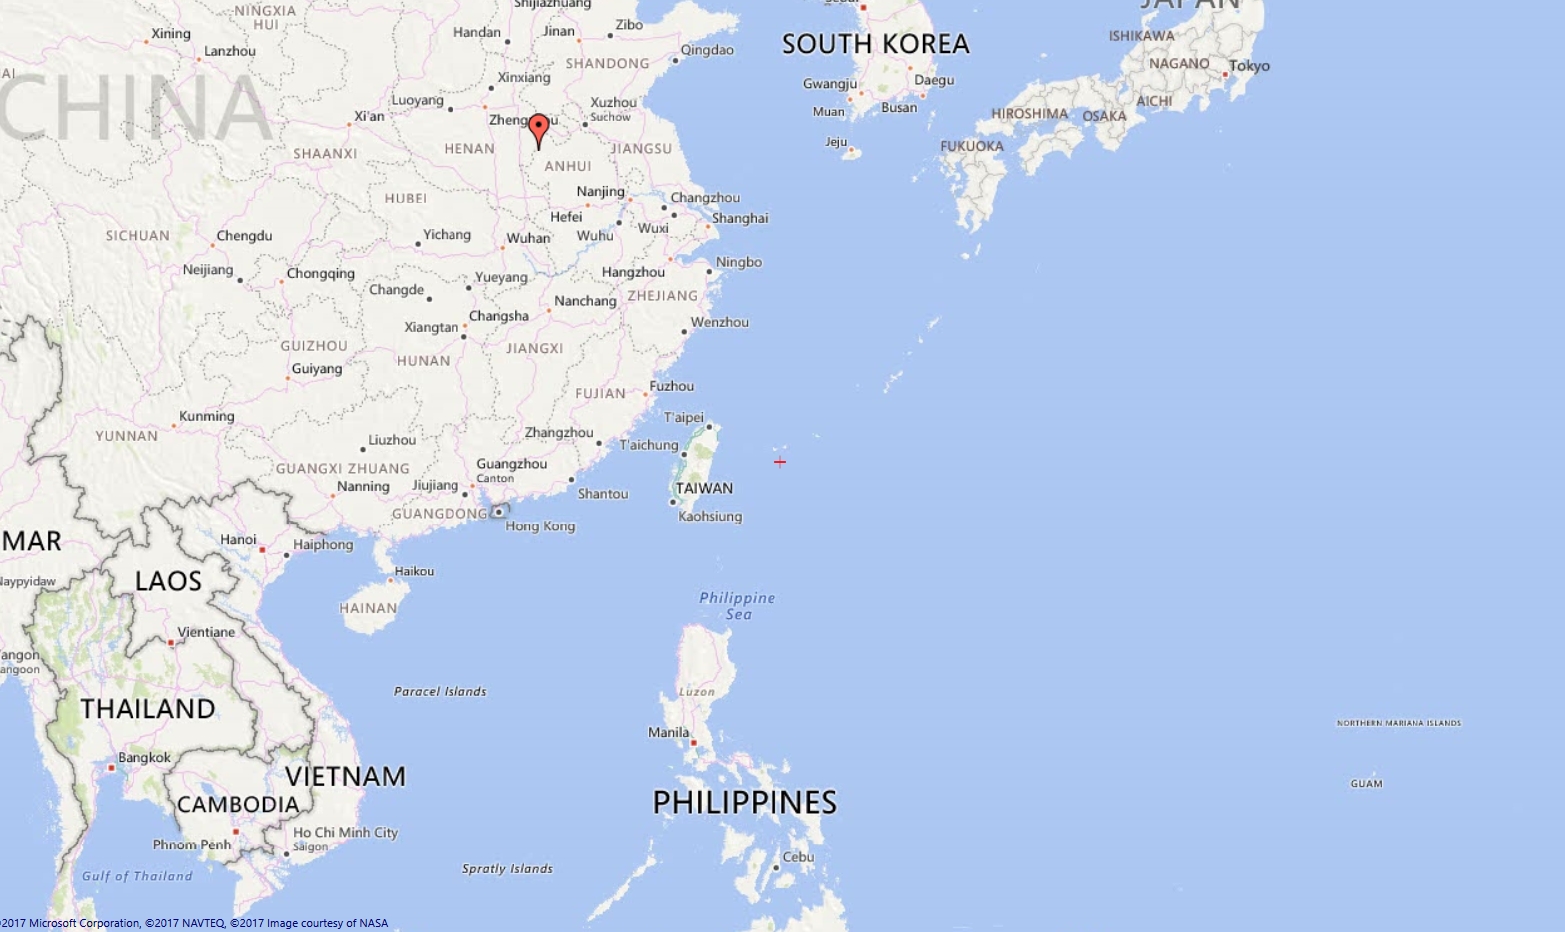 Shijiazhuang
JAPAN
NINGXIA
HUI
Zibo
Xining
Handan
Jinan
SOUTH KOREA
ISHIKAWA
Lanzhou
Qingdao
SHANDONG
NAGANO
Tokyo
AI
Xinxiang
Gwangju
Daegu
CHINA
Luoyang
Xuzhou
Suchow
Muan
Busan
AICHI
Xi'an
HIROSHIMA
OSAKA
SHAANXI
HENAN
JIANGSU
Jeju
FUKUOKA
ANHUI
HUBEI
Nanjing
Changzhou
Hefei
Shanghai
SICHUAN
Chengdu
Yichang
Wuhan
Wuhu
Wuxi
Neijiang
Chongqing
Yueyang
Hangzhou
Ningbo
Changde
Nanchang
ZHEJIANG
Changsha
Xiangtan
Wenzhou
GUIZHOU
HUNAN
JIANGXI
Guiyang
FUJIAN
Fuzhou
Kunming
T'aipei
YUNNAN
Liuzhou
Zhangzhou
T'aichung
GUANGXI ZHUANG
Guangzhou
Canton
Nanning
Jiujiang
Shantou
TAIWAN
GUANGDONG
Kaohsiung
Hong Kong
MAR
Hanoi
Haiphong
Haikou
LAOS
Naypyidaw
HAINAN
Philippine
Sea
Vientiane
angon
angoon
Paracel Islands
Luzon
THAILAND
Manila
NORTHERN MARIANA ISLANDS
Bangkok
VIETNAM
GUAM
CAMBODIA
PHILIPPINES
Phnom Penh
Ho Chi Minh City
Saigon
Cebu
Gulf of Thailand
Spratly Islands
©2017 Microsoft Corporation, ©2017 NAVTEQ, ©2017 Image courtesy of NASA